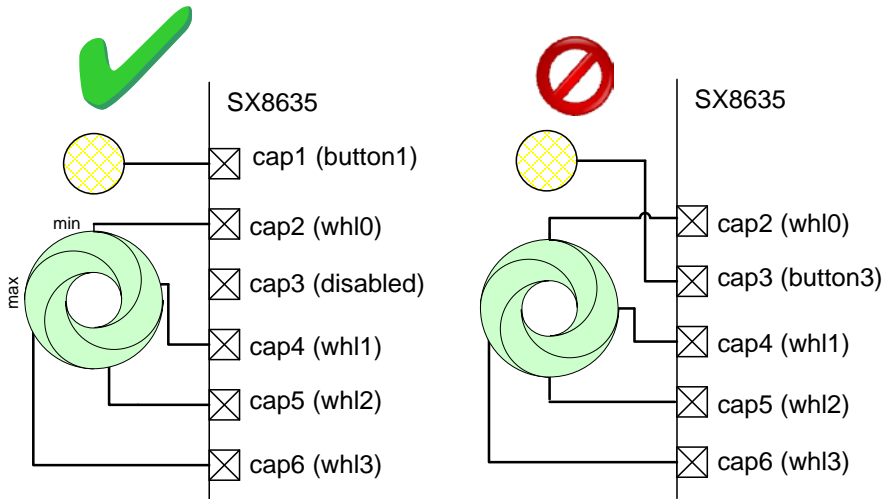 SX8635
cap1 (button1)
min
cap2 (whl0)
max
cap3 (disabled)
cap4 (whl1)
cap5 (whl2)
cap6 (whl3)
SX8635
cap2 (whl0)
cap3 (button3)
cap4 (whl1)
cap5 (whl2)
cap6 (whl3)